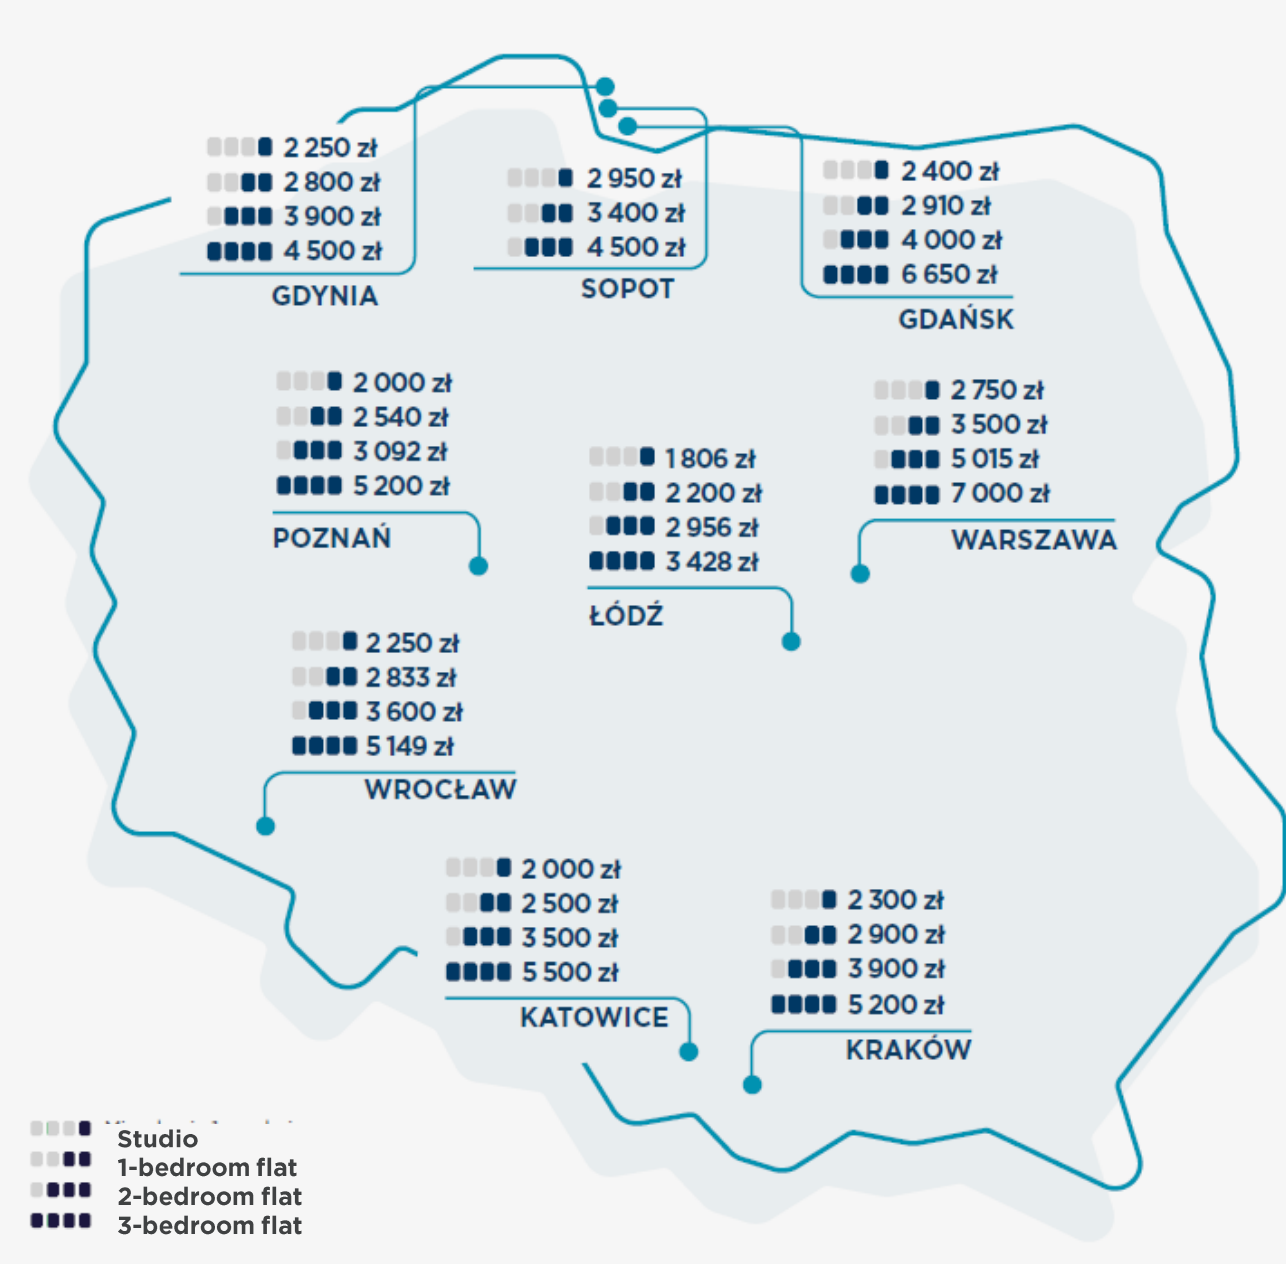 2 250 zł
2 800 zł
3 900 zł
4 500 zł
GDYNIA
2 950 zł
3 400 zł
4 500 zł
SOPOT
2 400 zł
2 910 zł
4 000 zł
6 650 zł
GDAŃSK
2 000 zł
2 540 zł
3 092 zł
5 200 zł
POZNAŃ
1 806 zł
2 200 zł
2 956 zł
3 428 zł
ŁÓDŹ
2 750 zł
3 500 zł
5 015 zł
7 000 zł
WARSZAWA
2 250 zł
2 833 zł
3 600 zł
5 149 zł
WROCŁAW
2 000 zł
2 500 zł
3 500 zł
5 500 zł
KATOWICE
2 300 zł
2 900 zł
3 900 zł
5 200 zł
KRAKÓW
Studio
1-bedroom flat
2-bedroom flat
3-bedroom flat